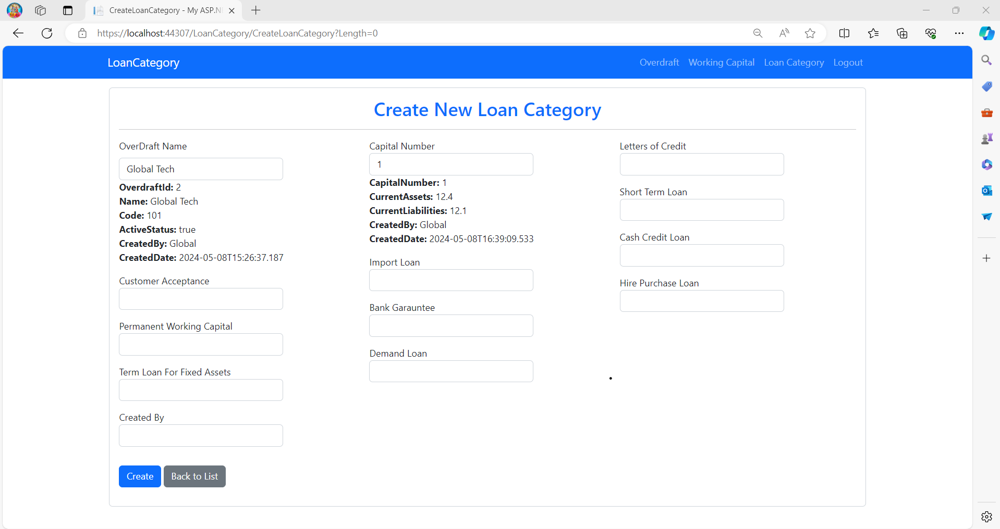 CreateLoanCategory - My ASP.N
https://localhost:44307/LoanCategory/CreateLoanCategory?Length=0
LoanCategory
Overdraft Working Capital Loan Category Logout
Create New Loan Category
OverDraft Name
Global Tech
OverdraftId: 2
Name: Global Tech
Code: 101
ActiveStatus: true
CreatedBy: Global
CreatedDate: 2024-05-08T15:26:37.187
Customer Acceptance
Permanent Working Capital
Term Loan For Fixed Assets
Created By
Create Back to List
Capital Number
1
CapitalNumber: 1
CurrentAssets: 12.4
CurrentLiabilities: 12.1
CreatedBy: Global
CreatedDate: 2024-05-08T16:39:09.533
Import Loan
Bank Garauntee
Demand Loan
Letters of Credit
Short Term Loan
Cash Credit Loan
Hire Purchase Loan